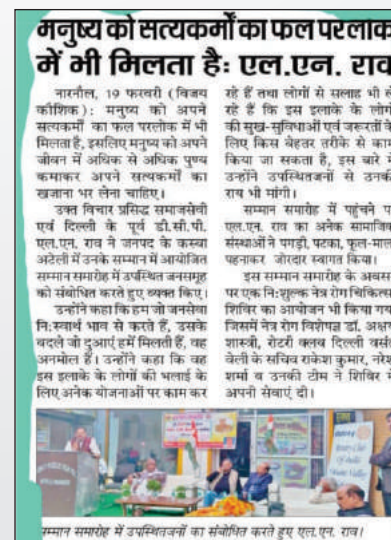 मनुष्य को सत्यकर्मों का फल परलोक
में भी मिलता है: एल.एन. राव
नारनौल, 19 फरवरी (विजय
कौशिक): मनुष्य को अपने
सत्यकर्मों का फल परलोक में भी
मिलता है, इसलिए मनुष्य को अपने
जीवन में अधिक से अधिक पुण्य
कमाकर अपने सत्यकर्मों का
खजाना भर लेना चाहिए।
उक्त विचार प्रसिद्ध समाजसेवी
एवं दिल्ली के पूर्व डी.सी.पी.
एल.एन. राव ने जनपद के कस्बा
अटेली में उनके सम्मान में आयोजित
सम्मान समारोह में उपस्थित जनसमूह
को संबोधित करते हुए व्यक्त किए।
उन्होंने कहा कि हम जो जनसेवा
नि:स्वार्थ भाव से करते हैं, उसके
बदले जो दुआएं हमें मिलती हैं, वह
अनमोल हैं। उन्होंने कहा कि वह
इस इलाके के लोगों की भलाई के
लिए अनेक योजनाओं पर काम कर
रहे हैं तथा लोगों से सलाह भी ले
रहे हैं कि इस इलाके के लोगों
की सुख-सुविधाओं एवं जरूरतों के
लिए किस बेहतर तरीके से काम
किया जा सकता है, इस बारे में
उन्होंने उपस्थितजनों से उनकी
राय भी मांगी।
सम्मान समारोह में पहुंचने पर
एल.एन. राव का अनेक सामाजिक
संस्थाओं ने पगड़ी, पटका, फूल-माला
पहनाकर जोरदार स्वागत किया।
इस सम्मान समारोह के अवसर
पर एक नि:शुल्क नेत्र रोग चिकित्सा
शिविर का आयोजन भी किया गया
जिसमें नेत्र रोग विशेषज्ञ डॉ. अक्षर
शास्त्री, रोटरी क्लब दिल्ली वसंत
वेली के सचिव राकेश कुमार, नरेश
शर्मा व उनकी टीम ने शिविर में
अपनी सेवाएं दी।
Rotary
सम्मान समारोह में उपस्थितजनों का संबोधित करते हुए एल.एन. राव।